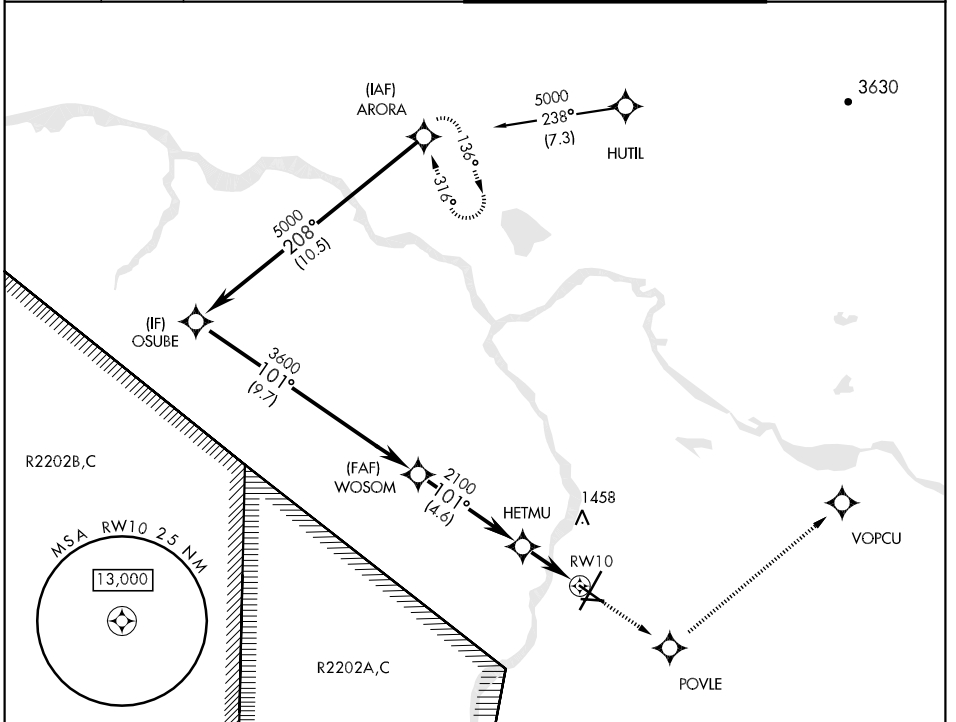 (IAF)
ARORA
5000
238°
(7.3)
HUTIL
3630
136°
316°
5000
208°
(10.5)
(IF)
OSUBE
3600
101°
(9.7)
R2202B,C
(FAF)
WOSOM
2100
101°
(4.6)
HETMU
1458
VOPCU
RW10
MSA RW10 25 NM
13,000
R2202A,C
POVLE